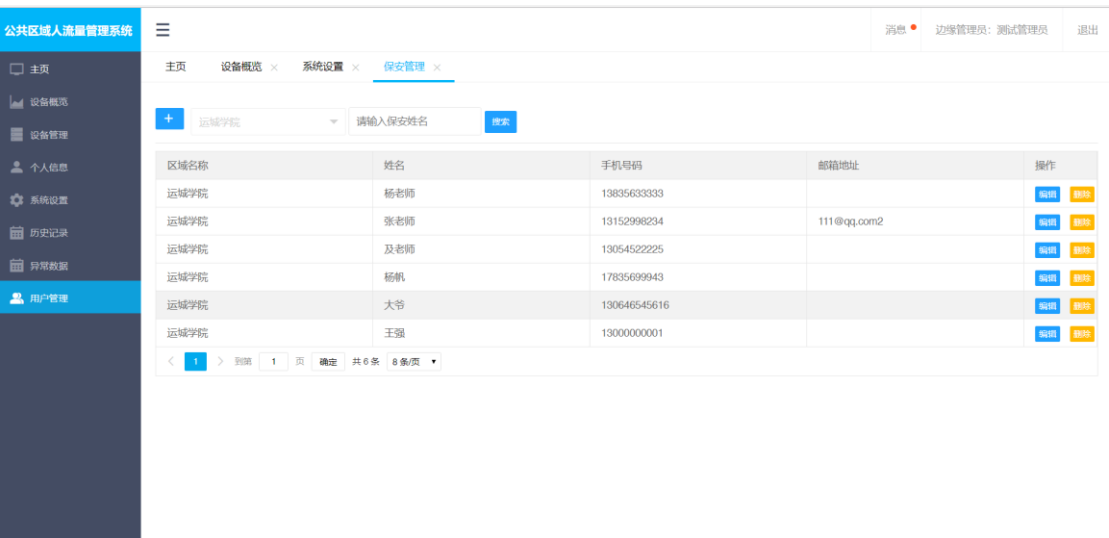 公共区域人流量管理系统
消息 边缘管理员：测试管理员 退出
主页
设备概览
设备管理
个人信息
系统设置
历史记录
异常数据
用户管理
主页 设备概览 系统设置 保安管理
+ 运城学院 请输入保安姓名 搜索
区域名称 姓名 手机号码 邮箱地址 操作
运城学院 杨老师 13835633333 编辑 删除
运城学院 张老师 13152998234 111@qq.com2 编辑 删除
运城学院 及老师 13054522225 编辑 删除
运城学院 杨帆 17835699943 编辑 删除
运城学院 大爷 130646545616 编辑 删除
运城学院 王强 13000000001 编辑 删除
1 到第 1 页 确定 共 6 条 8 条/页